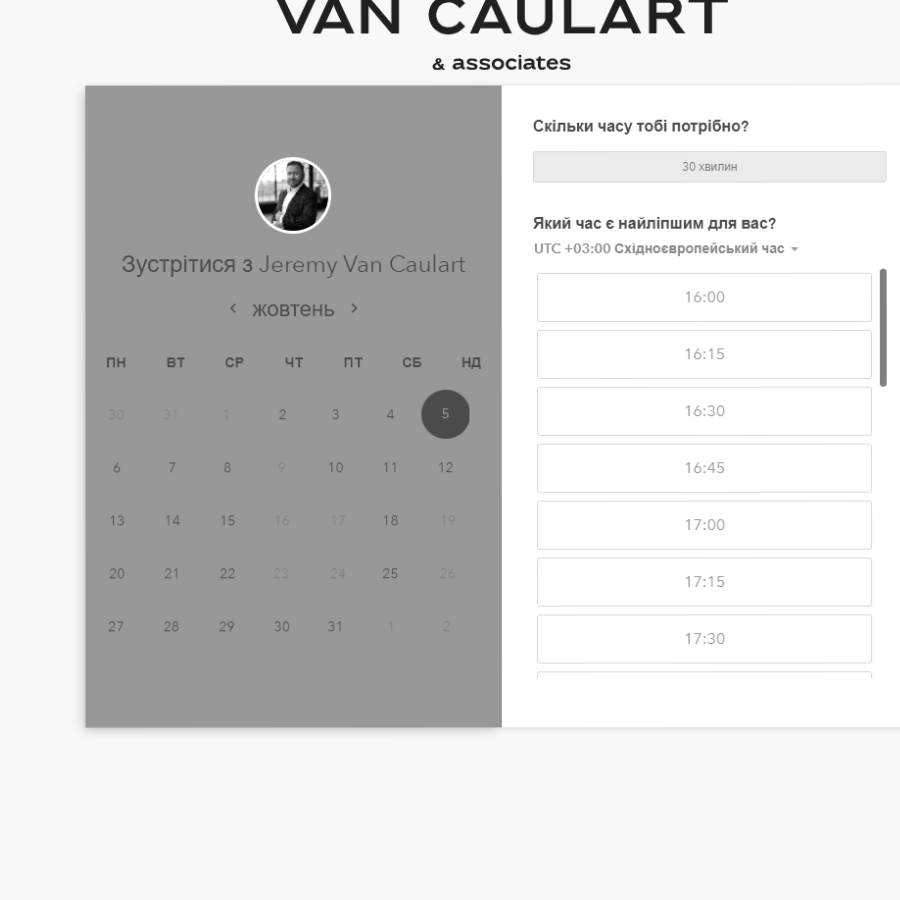 VAN CAULART
& associates
Зустрітися з Jeremy Van Caulart
жовтень
ПН ВТ СР ЧТ ПТ СБ НД
30 31 1 2 3 4 5
6 7 8 9 10 11 12
13 14 15 16 17 18 19
20 21 22 23 24 25 26
27 28 29 30 31 1 2
Скільки часу тобі потрібно?
30 хвилин
Який час є найліпшим для вас?
UTC +03:00 Східноєвропейський час
16:00
16:15
16:30
16:45
17:00
17:15
17:30